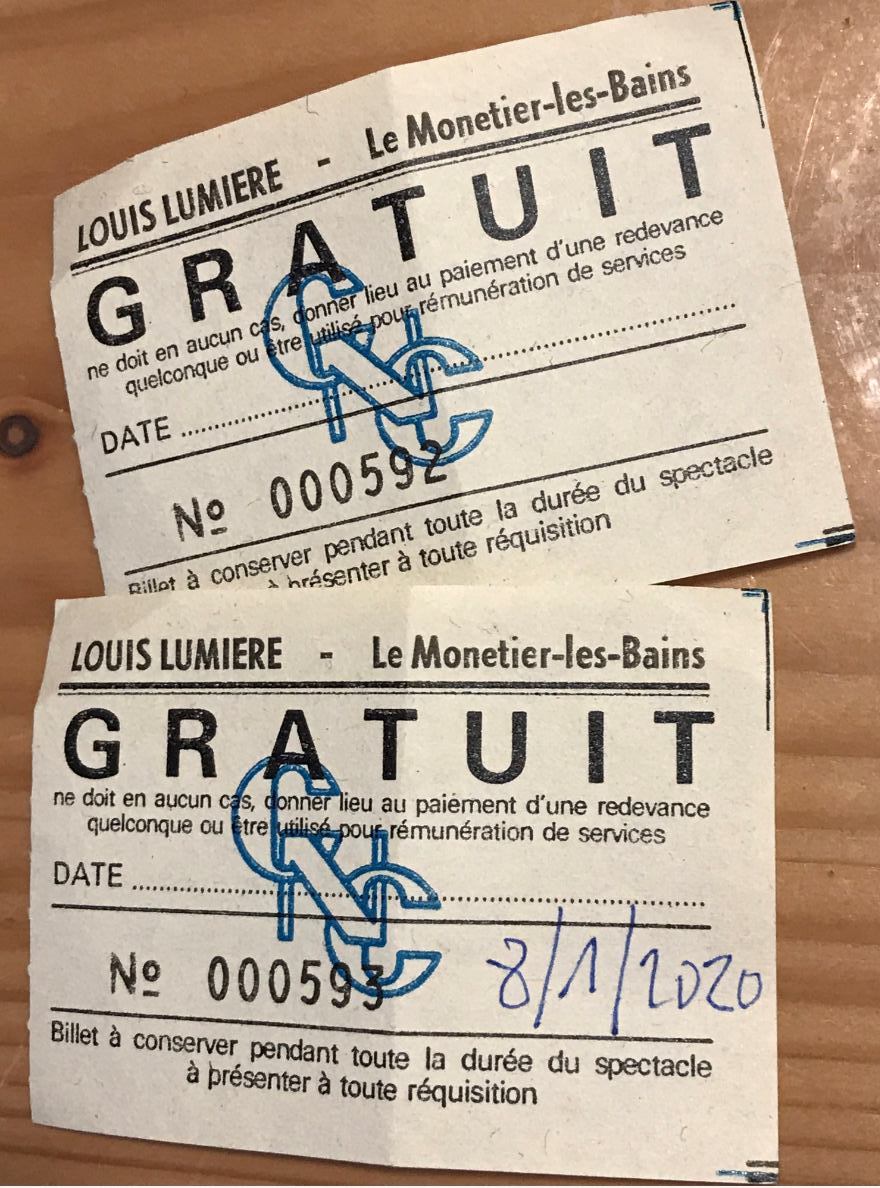 LOUIS LUMIERE - Le Monetier-les-Bains
GRATUIT
ne doit en aucun cas, donner lieu au paiement d'une redevance
quelconque ou être utilisé pour rémunération de services
DATE ........................................
Nº 000592
Billet à conserver pendant toute la durée du spectacle
à présenter à toute réquisition
LOUIS LUMIERE - Le Monetier-les-Bains
GRATUIT
ne doit en aucun cas, donner lieu au paiement d'une redevance
quelconque ou être utilisé pour rémunération de services
DATE ........................................
Nº 000593 8/1/2020
Billet à conserver pendant toute la durée du spectacle
à présenter à toute réquisition